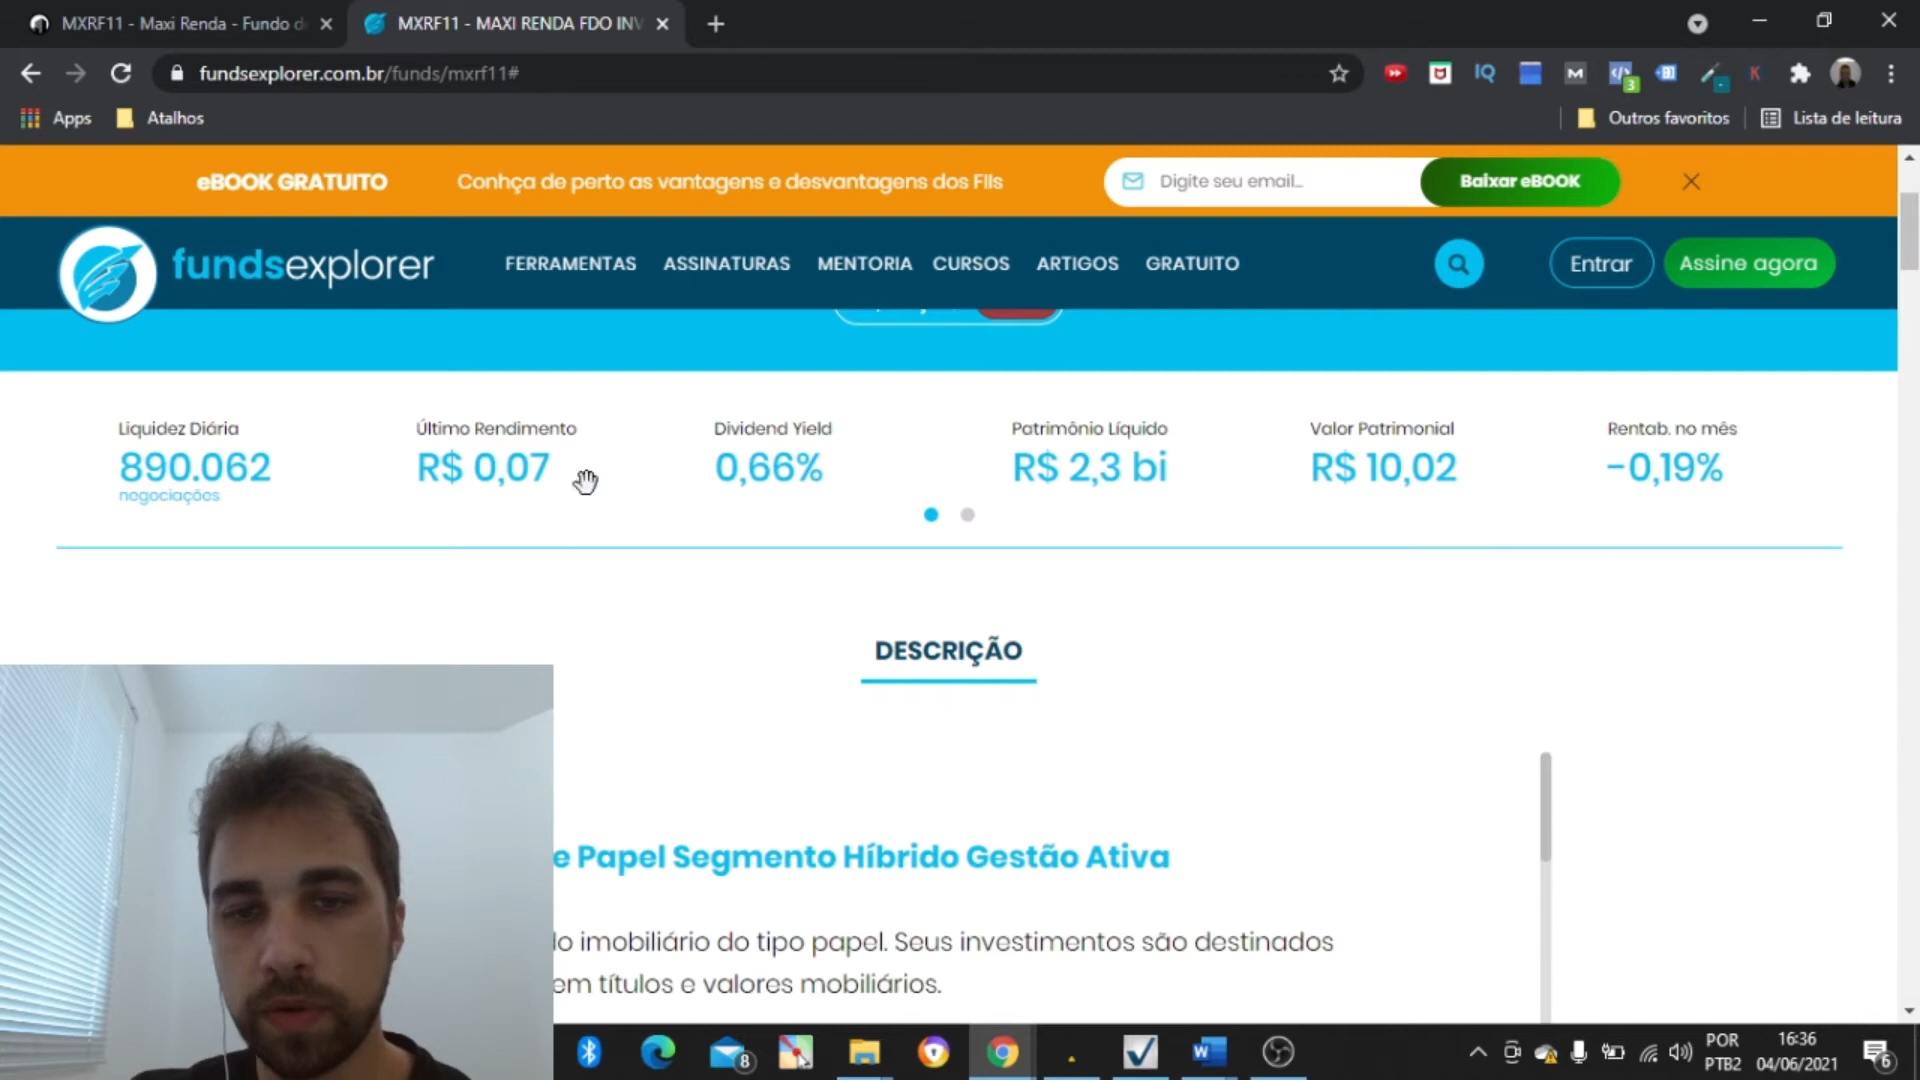 MXRF11 - Maxi Renda - Fundo d
MXRF11 - MAXI RENDA FDO INV
fundsexplorer.com.br/funds/mxrf11#
Apps
Atalhos
Outros favoritos
Lista de leitura
eBOOK GRATUITO
Conhça de perto as vantagens e desvantagens dos FIIs
Digite seu email...
Baixar eBOOK
fundsexplorer
FERRAMENTAS
ASSINATURAS
MENTORIA
CURSOS
ARTIGOS
GRATUITO
Entrar
Assine agora
Liquidez Diária
890.062
negociações
Último Rendimento
R$ 0,07
Dividend Yield
0,66%
Patrimônio Líquido
R$ 2,3 bi
Valor Patrimonial
R$ 10,02
Rentab. no mês
-0,19%
DESCRIÇÃO
e Papel Segmento Híbrido Gestão Ativa
lo imobiliário do tipo papel. Seus investimentos são destinados
em títulos e valores mobiliários.
8
POR
PTB2
16:36
04/06/2021
6
IQ
M
3
K
W